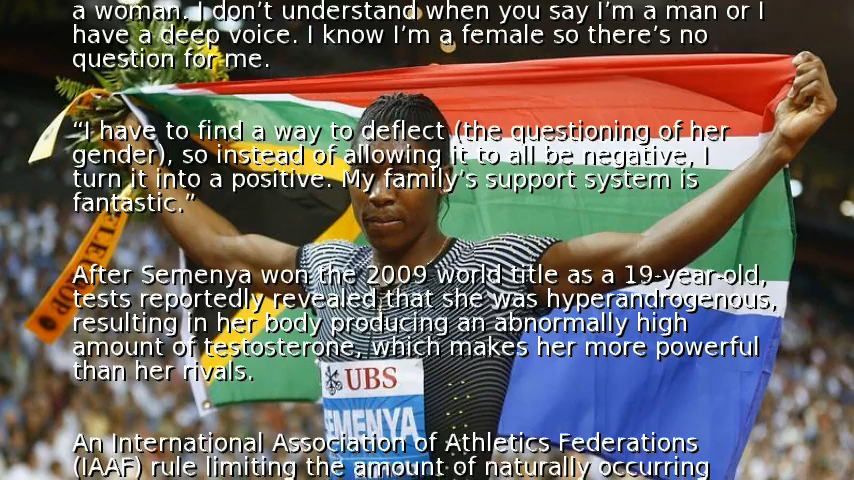 a woman. I don’t understand when you say I’m a man or I
have a deep voice. I know I’m a female so there’s no
question for me.
“I have to find a way to deflect (the questioning of her
gender), so instead of allowing it to all be negative, I
turn it into a positive. My family’s support system is
fantastic.”
After Semenya won the 2009 world title as a 19-year-old,
tests reportedly revealed that she was hyperandrogenous,
resulting in her body producing an abnormally high
amount of testosterone, which makes her more powerful
than her rivals.
UBS
SEMENYA
An International Association of Athletics Federations
(IAAF) rule limiting the amount of naturally occurring